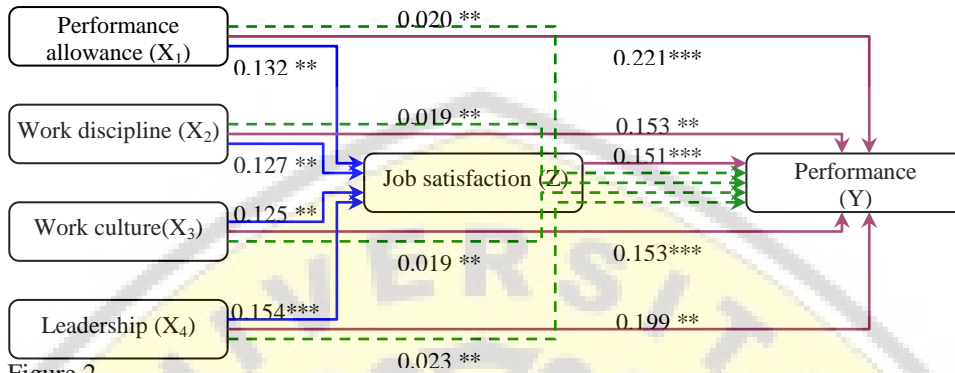 0.020 **
Performance
allowance (X₁)
0.221***
0.132 **
0.019 **
Work discipline (X₂)
0.153 **
0.127 **
0.151***
Job satisfaction (Z)
Performance
(Y)
0.125 **
Work culture(X₃)
0.153***
0.019 **
0.154***
Leadership (X₄)
0.199 **
0.023 **
Figure 2
IVERSIT